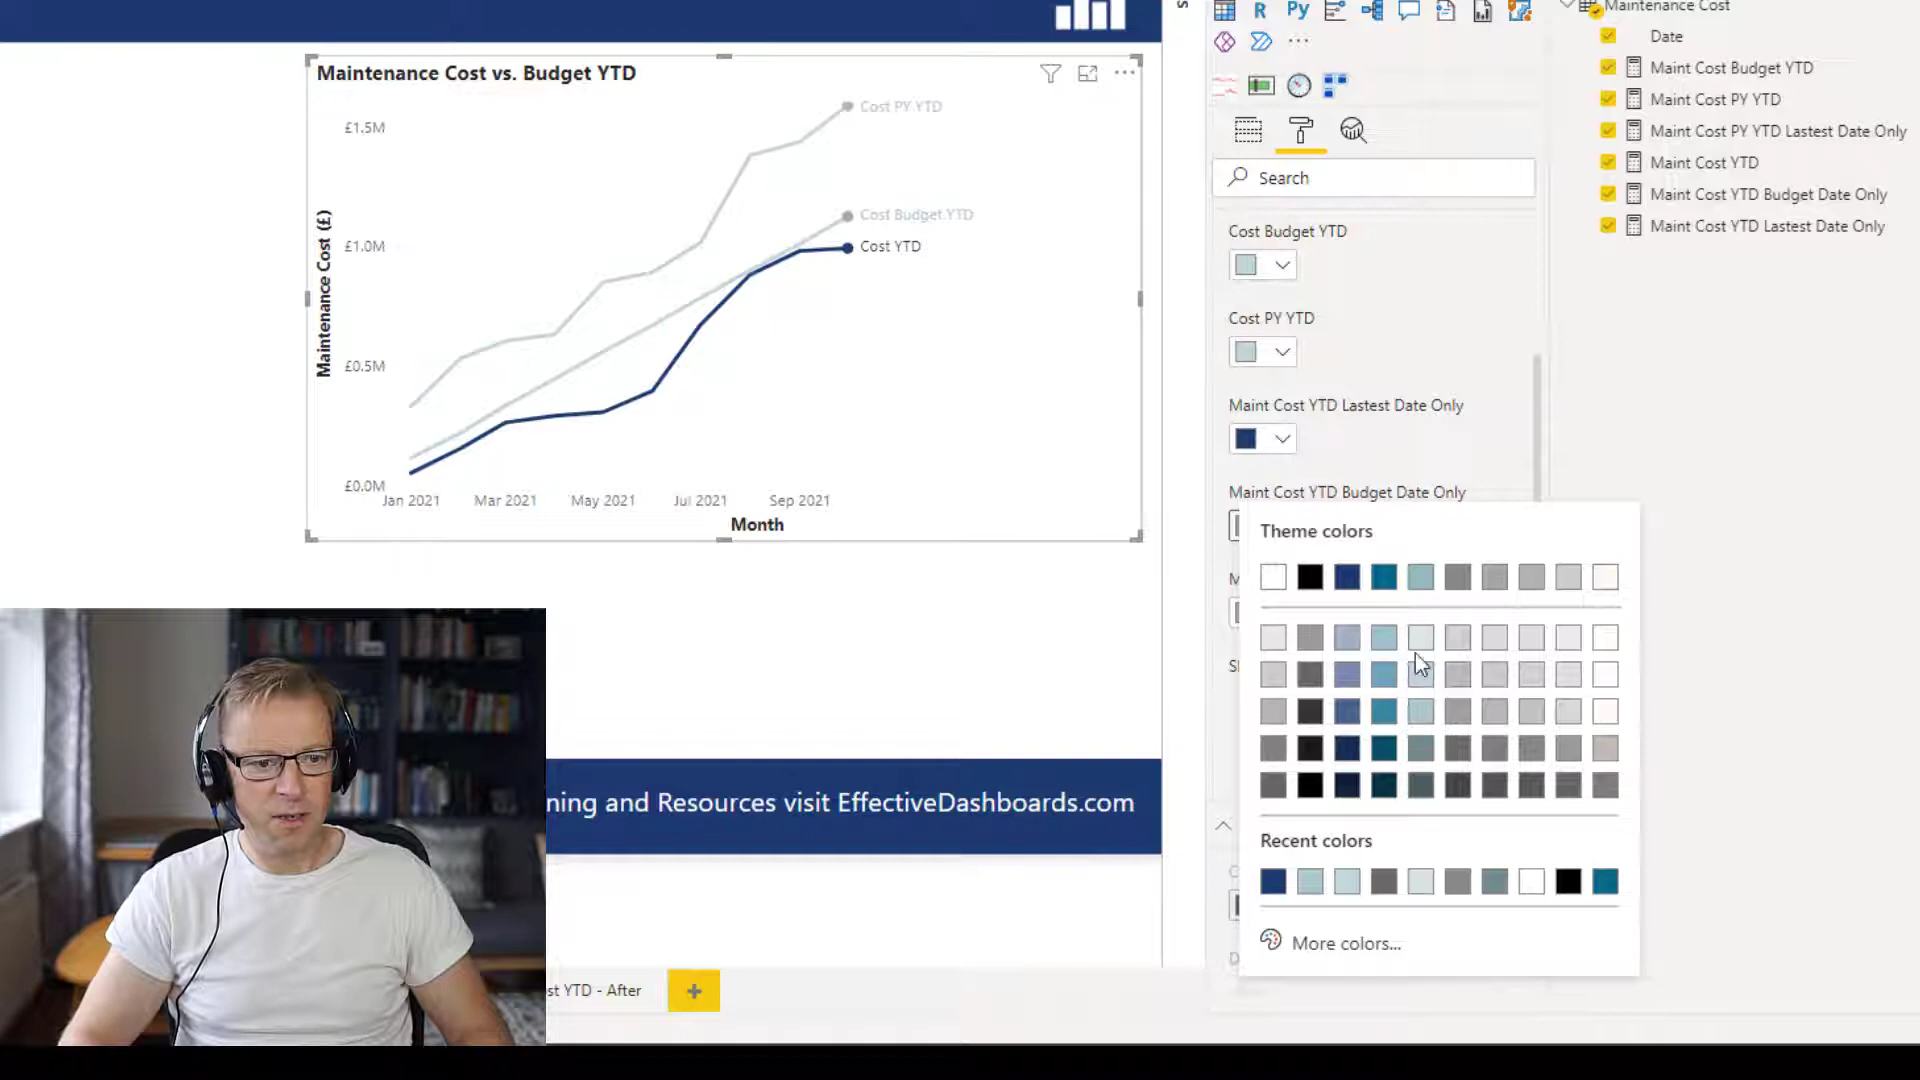 Maintenance Cost vs. Budget YTD
Cost PY YTD
£1.5M
Cost Budget YTD
£1.0M
Cost YTD
£0.5M
£0.0M
Maintenance Cost (£)
Jan 2021
Mar 2021
May 2021
Jul 2021
Sep 2021
Month
ning and Resources visit EffectiveDashboards.com
st YTD - After
+
R
Py
Search
Cost Budget YTD
Cost PY YTD
Maint Cost YTD Lastest Date Only
Maint Cost YTD Budget Date Only
Theme colors
Recent colors
More colors...
Maintenance Cost
Date
Maint Cost Budget YTD
Maint Cost PY YTD
Maint Cost PY YTD Lastest Date Only
Maint Cost YTD
Maint Cost YTD Budget Date Only
Maint Cost YTD Lastest Date Only